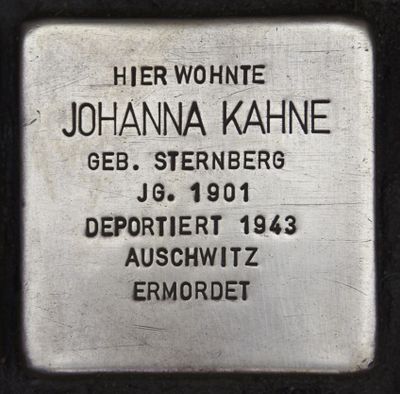 HIER WOHNTE
JOHANNA KAHNE
GEB. STERNBERG
JG. 1901
DEPORTIERT 1943
AUSCHWITZ
ERMORDET